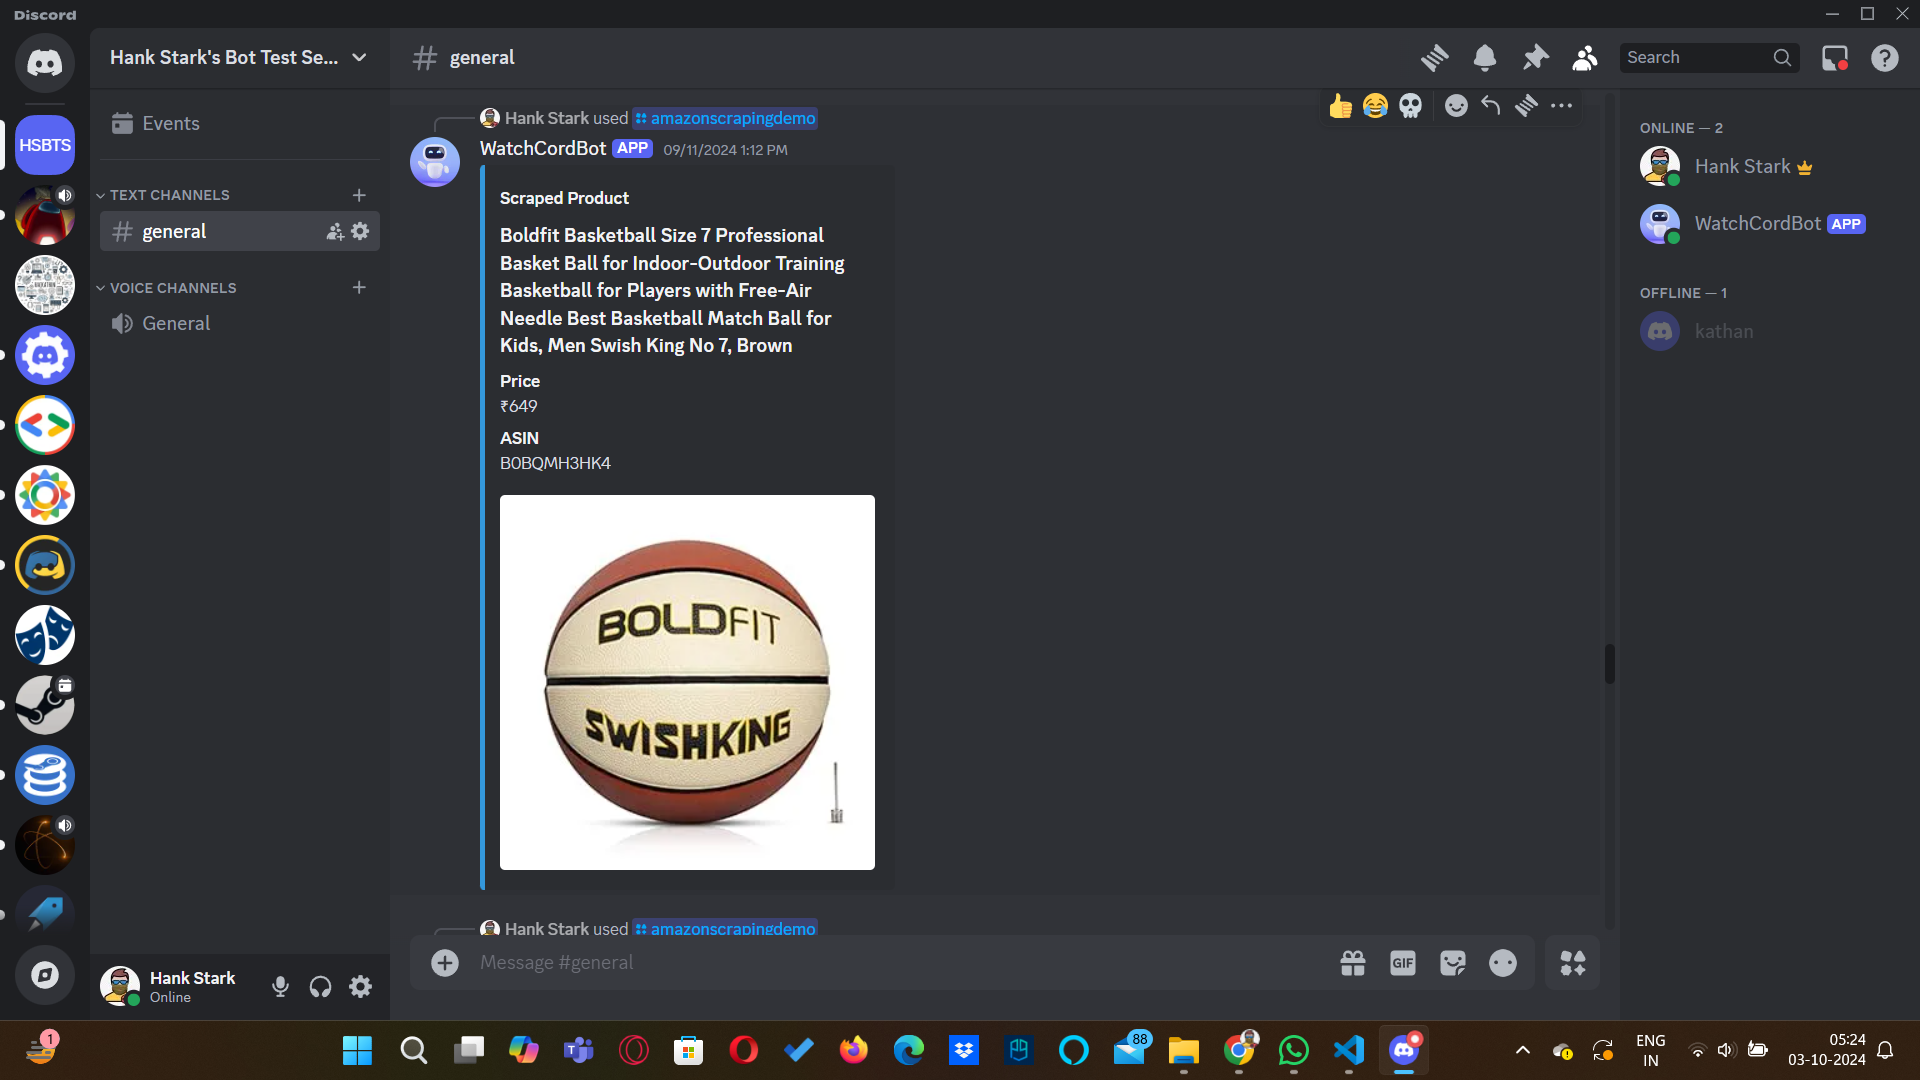 Discord
Hank Stark's Bot Test Se...
general
Search
HSBTS
Events
TEXT CHANNELS
general
VOICE CHANNELS
General
Hank Stark used amazonscrapingdemo
WatchCordBot APP 09/11/2024 1:12 PM
Scraped Product
Boldfit Basketball Size 7 Professional
Basket Ball for Indoor-Outdoor Training
Basketball for Players with Free-Air
Needle Best Basketball Match Ball for
Kids, Men Swish King No 7, Brown
Price
₹649
ASIN
B0BQMH3HK4
BOLDFIT
SWISHKING
Hank Stark used amazonscrapingdemo
Message #general
GIF
ONLINE — 2
Hank Stark
WatchCordBot APP
OFFLINE — 1
kathan
Hank Stark
Online
1
88
ENG
IN
05:24
03-10-2024